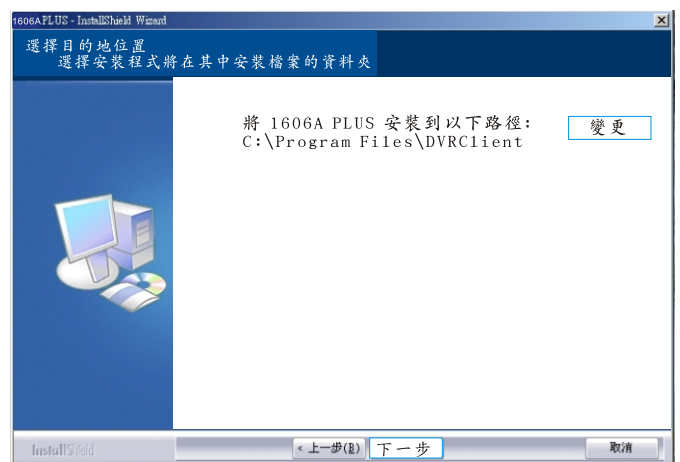 1606A PLUS - InstallShield Wizard
選擇目的地位置
選擇安裝程式將在其中安裝檔案的資料夾
將 1606A PLUS 安裝到以下路徑:
變更
C:\Program Files\DVRClient
InstallShield
< 上一步(B)
下一步
取消